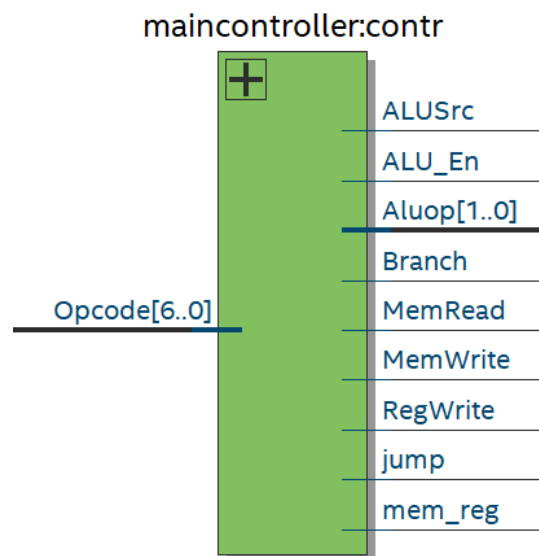 maincontroller:contr
ALUSrc
ALU_En
Aluop[1..0]
Branch
Opcode[6..0]
MemRead
MemWrite
RegWrite
jump
mem_reg